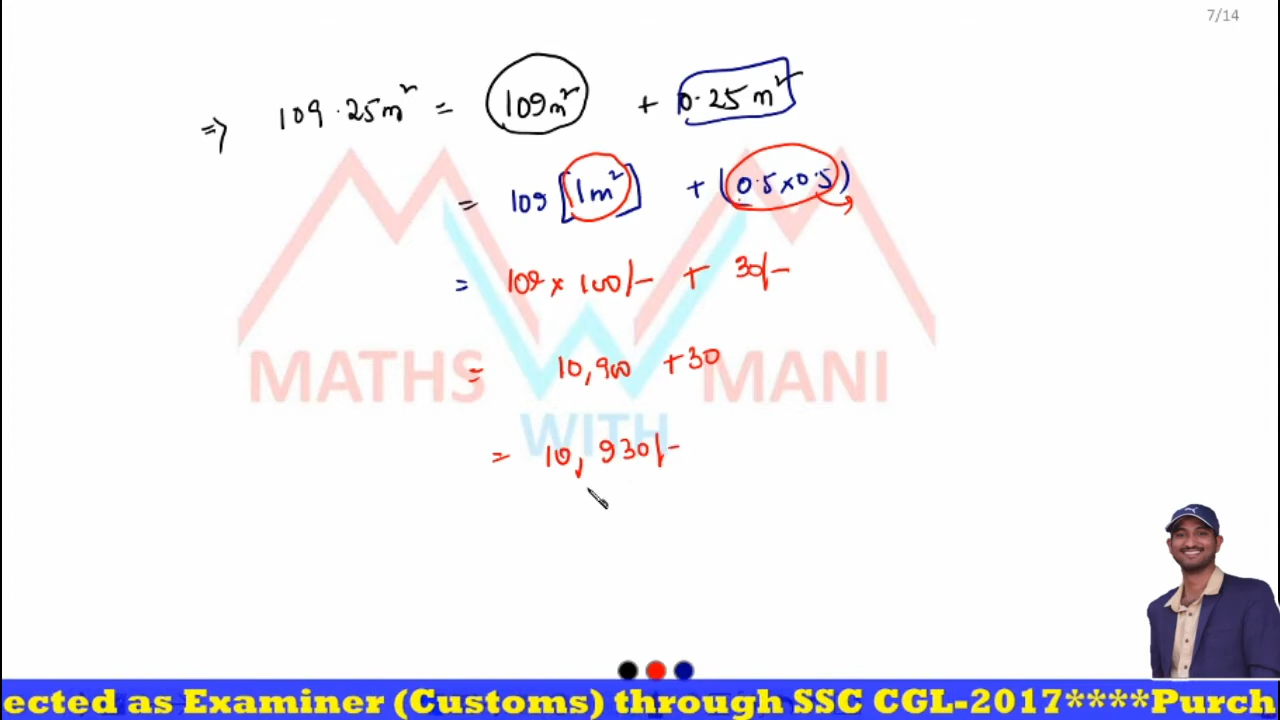 7/14
⇒ 109.25m² = 109m² + 0.25m²
= 109[1m²] + (0.5×0.5)
= 109 × 100/- + 30/-
= 10,900 + 30
= 10,930/-
MATHS WITH MANI
ected as Examiner (Customs) through SSC CGL-2017****Purch